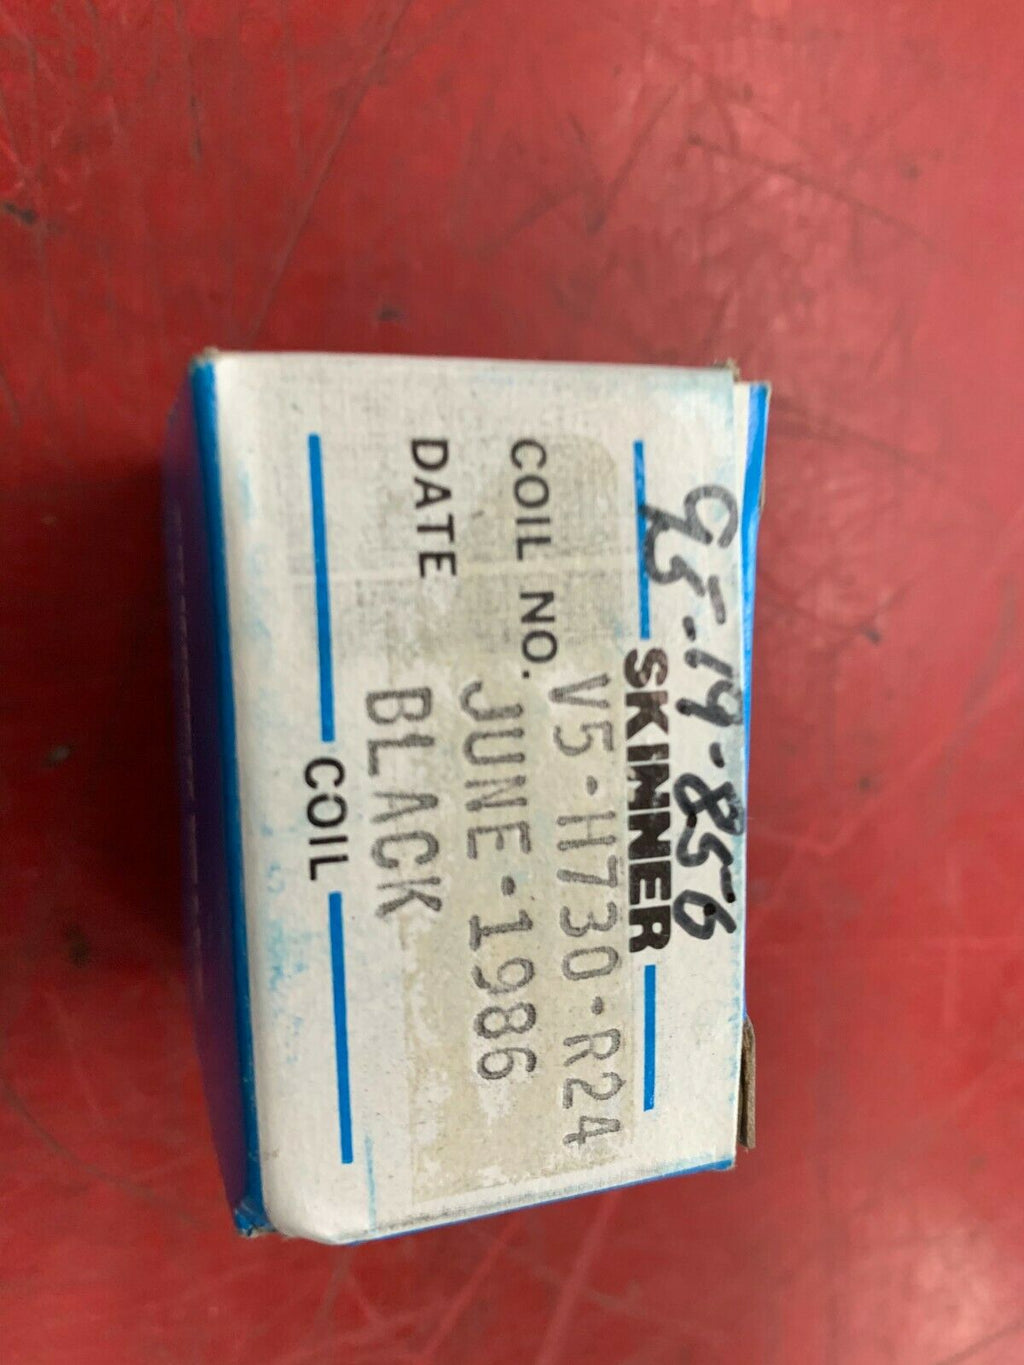 95-19-856
SKINNER
COIL NO. V5-H730-R24
DATE JUNE-1986
BLACK
COIL